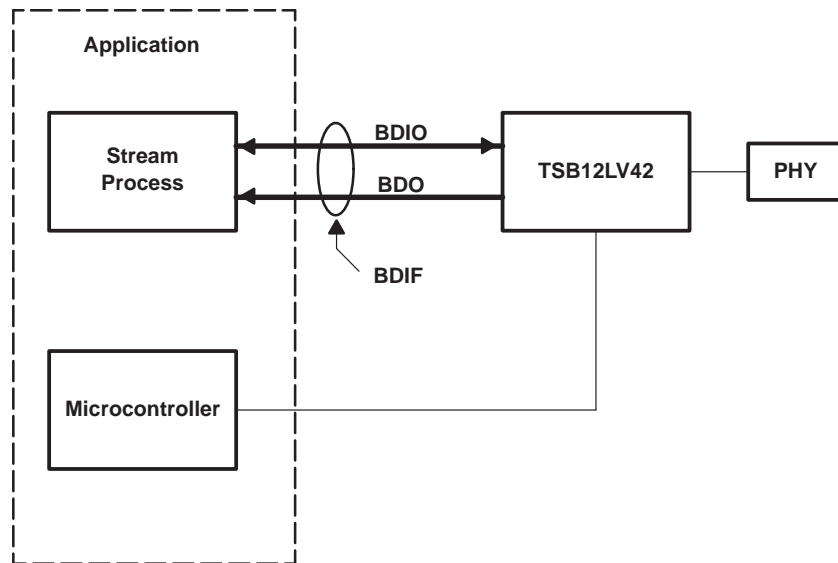 Application
Stream
Process
BDIO
BDO
BDIF
TSB12LV42
PHY
Microcontroller